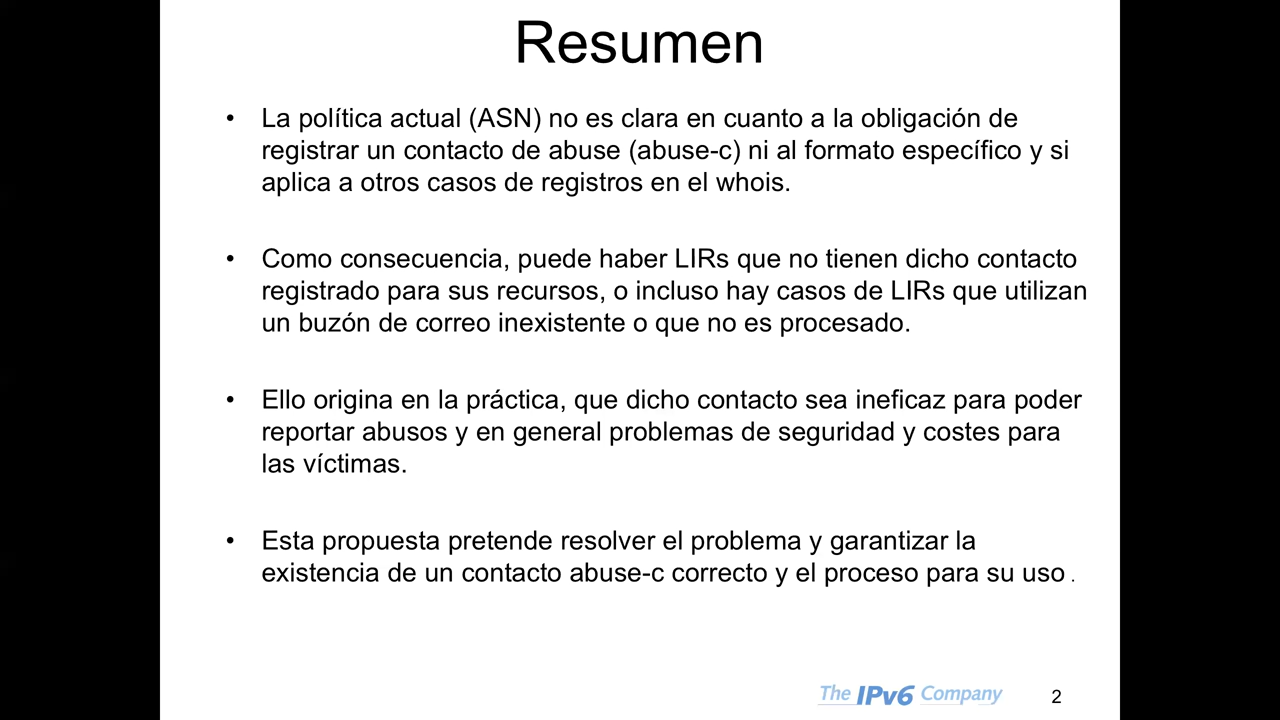 Resumen
• La política actual (ASN) no es clara en cuanto a la obligación de
registrar un contacto de abuse (abuse-c) ni al formato específico y si
aplica a otros casos de registros en el whois.
• Como consecuencia, puede haber LIRs que no tienen dicho contacto
registrado para sus recursos, o incluso hay casos de LIRs que utilizan
un buzón de correo inexistente o que no es procesado.
• Ello origina en la práctica, que dicho contacto sea ineficaz para poder
reportar abusos y en general problemas de seguridad y costes para
las víctimas.
• Esta propuesta pretende resolver el problema y garantizar la
existencia de un contacto abuse-c correcto y el proceso para su uso .
The IPv6 Company
2